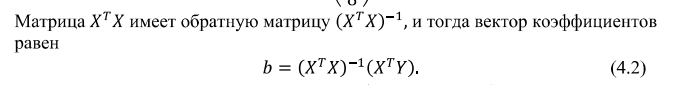 Матрица XᵀX имеет обратную матрицу (XᵀX)⁻¹, и тогда вектор коэффициентов
равен
b = (XᵀX)⁻¹(XᵀY). (4.2)